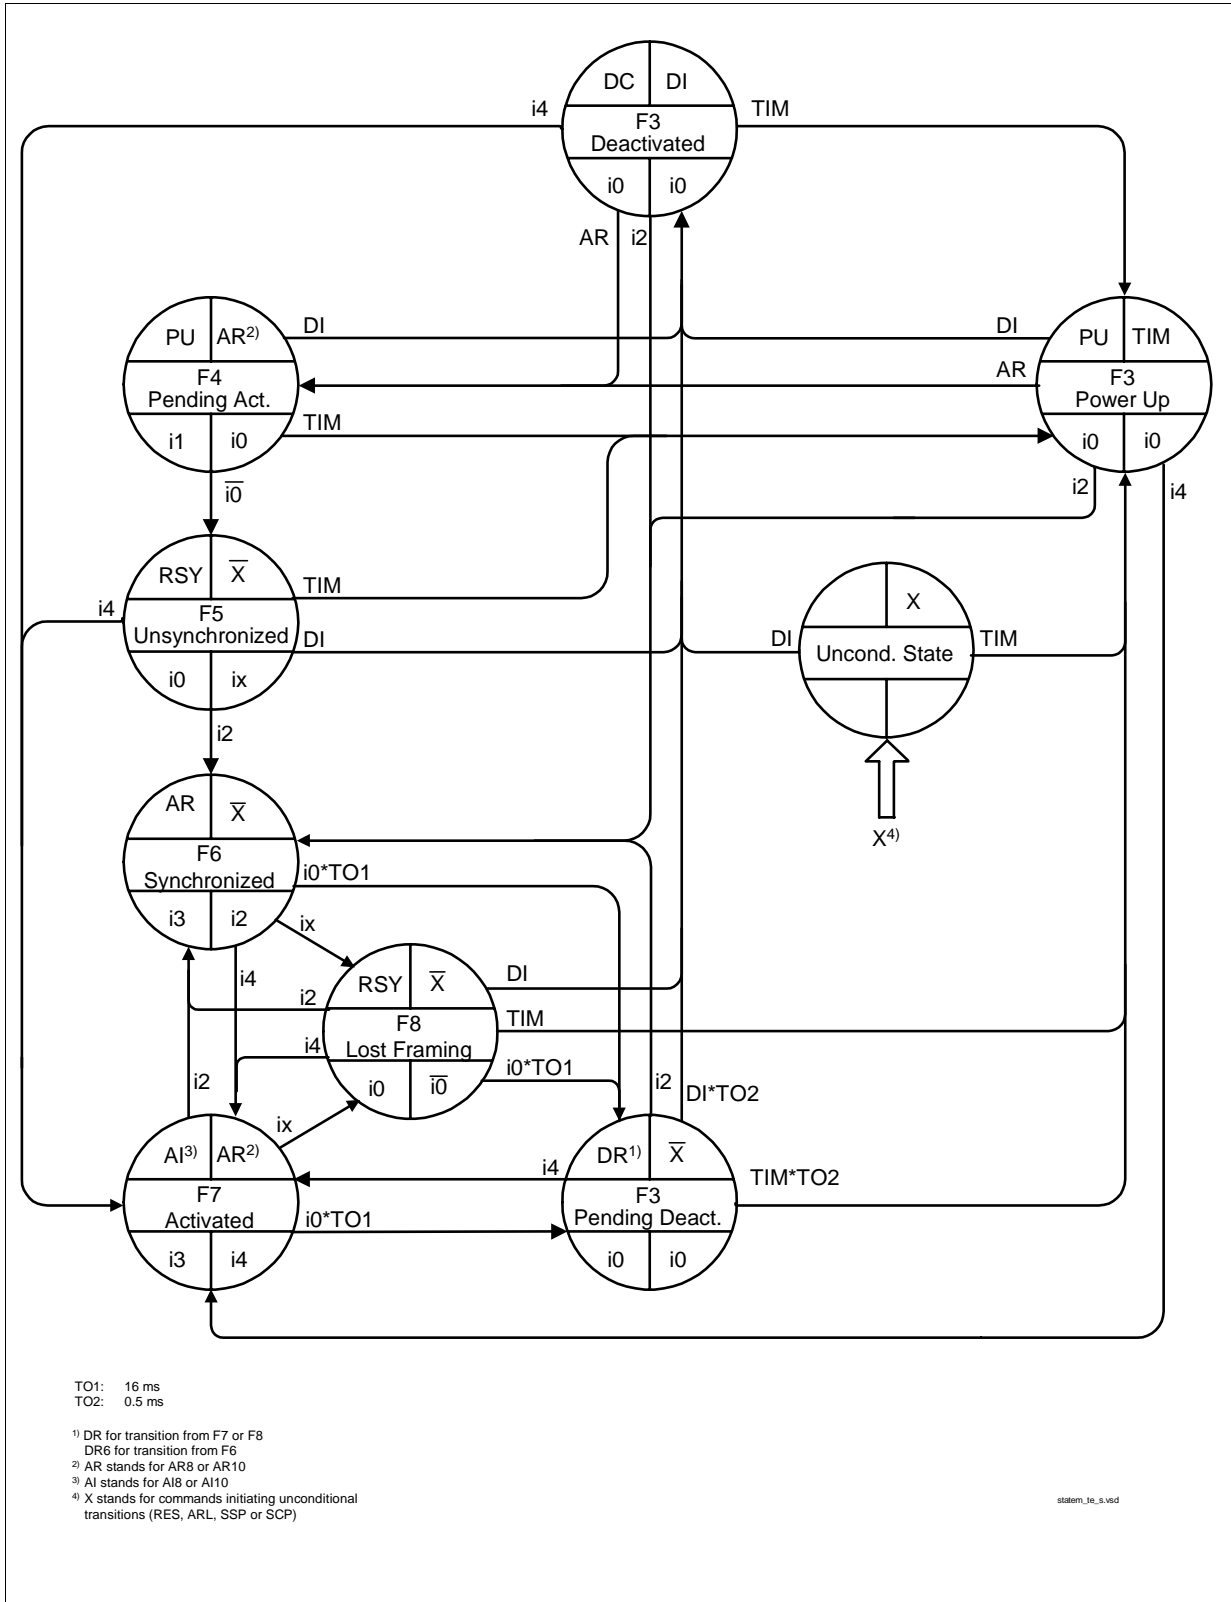 DC DI
i4 TIM
F3
Deactivated
i0 i0
AR i2
PU AR²⁾ DI
DI PU TIM
F4
Pending Act.
AR F3
Power Up
i1 i0 TIM
i0 i0
i̅0̅
i2 i4
RSY X̅ TIM
X
i4 F5
Unsynchronized DI
DI Uncond. State TIM
i0 ix
i2
AR X̅
X⁴⁾
F6
Synchronized i0*TO1
i3 i2 ix
i4
RSY X̅ DI
i2
F8
Lost Framing TIM
i4
i0 i̅0̅ i0*TO1
i2 i2 DI*TO2
ix
AI³⁾ AR²⁾
i4 DR¹⁾ X̅ TIM*TO2
F7
Activated i0*TO1
F3
Pending Deact.
i3 i4
i0 i0
TO1: 16 ms
TO2: 0.5 ms
¹⁾ DR for transition from F7 or F8
DR6 for transition from F6
²⁾ AR stands for AR8 or AR10
³⁾ AI stands for AI8 or AI10
⁴⁾ X stands for commands initiating unconditional
transitions (RES, ARL, SSP or SCP)
statem_te_s.vsd